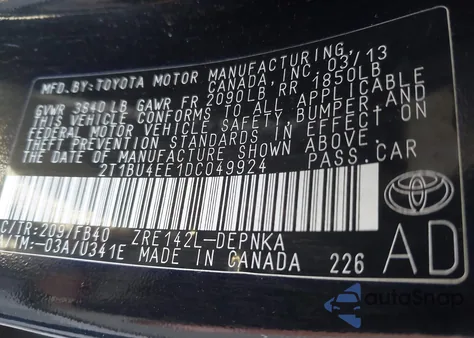 MFD.BY:TOYOTA MOTOR MANUFACTURING,
CANADA, INC. 03/13
GVWR 3840 LB GAWR FR 2090LB,RR 1850LB
THIS VEHICLE CONFORMS TO ALL APPLICABLE
FEDERAL MOTOR VEHICLE SAFETY,BUMPER,AND
THEFT PREVENTION STANDARDS IN EFFECT ON
THE DATE OF MANUFACTURE SHOWN ABOVE.
2T1BU4EE1DC049924 PASS.CAR
C/TR:209/FB40 ZRE142L-DEPNKA
A/TM:-03A/U341E MADE IN CANADA 226
AD
autoSnap